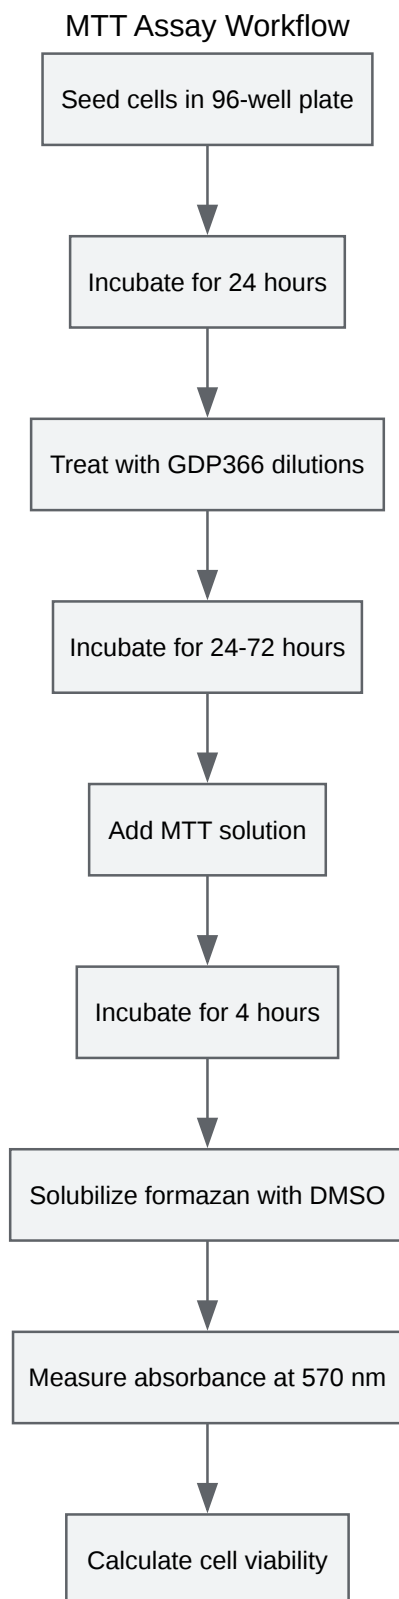 MTT Assay Workflow
Seed cells in 96-well plate
Incubate for 24 hours
Treat with GDP366 dilutions
Incubate for 24-72 hours
Add MTT solution
Incubate for 4 hours
Solubilize formazan with DMSO
Measure absorbance at 570 nm
Calculate cell viability